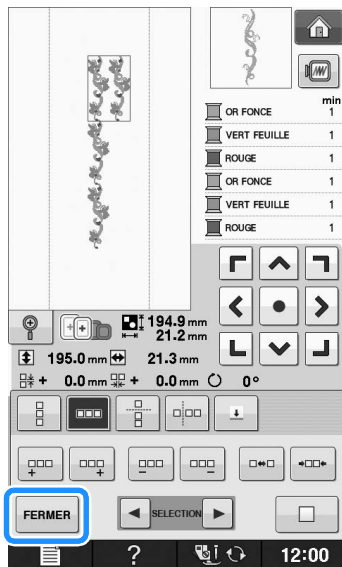 min
OR FONCE 1
VERT FEUILLE 1
ROUGE 1
OR FONCE 1
VERT FEUILLE 1
ROUGE 1
194.9 mm
21.2 mm
195.0 mm 21.3 mm
+ 0.0 mm + 0.0 mm 0°
FERMER
SELECTION
? 12:00